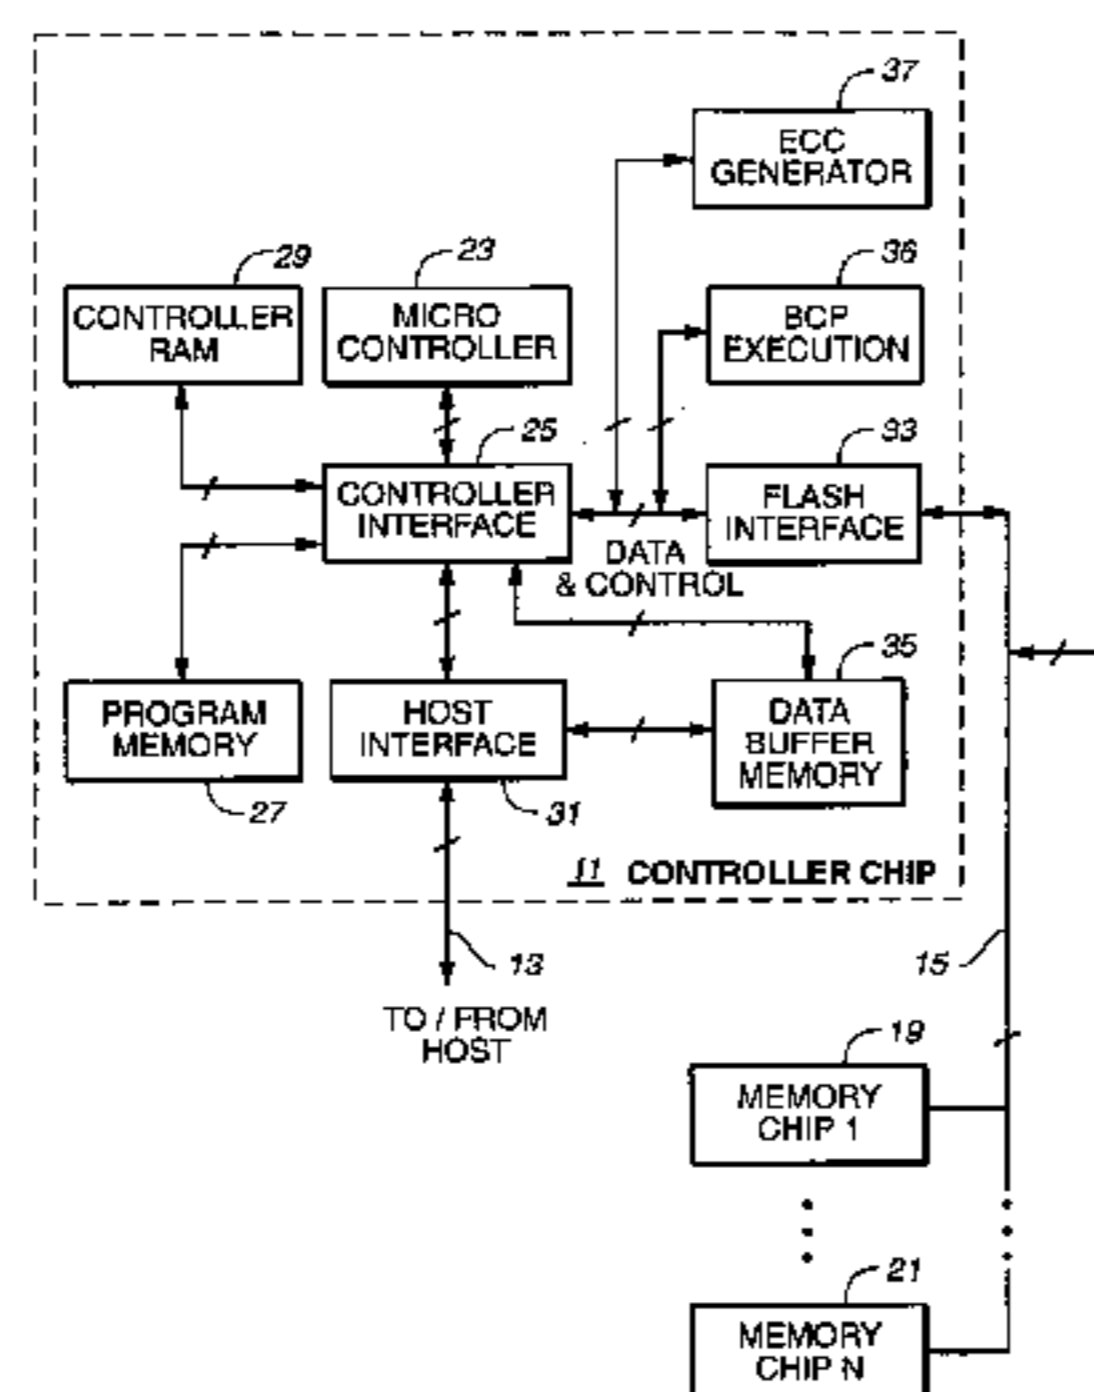 37
ECC
GENERATOR
29
23
36
CONTROLLER
RAM
MICRO
CONTROLLER
BCP
EXECUTION
25
33
CONTROLLER
INTERFACE
FLASH
INTERFACE
DATA
& CONTROL
35
PROGRAM
MEMORY
HOST
INTERFACE
DATA
BUFFER
MEMORY
27
31
11 CONTROLLER CHIP
13
15
TO / FROM
HOST
19
MEMORY
CHIP 1
21
MEMORY
CHIP N